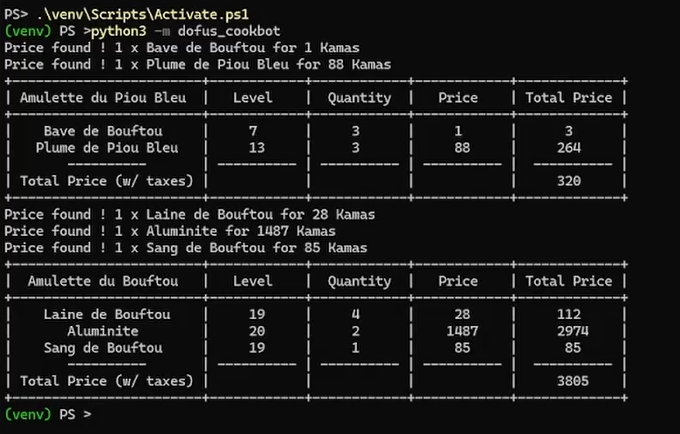 PS> .\venv\Scripts\Activate.ps1
(venv) PS >python3 -m dofus_cookbot
Price found ! 1 x Bave de Bouftou for 1 Kamas
Price found ! 1 x Plume de Piou Bleu for 88 Kamas
+------------------------+------------+------------+------------+-------------+
| Amulette du Piou Bleu | Level | Quantity | Price | Total Price |
+------------------------+------------+------------+------------+-------------+
| Bave de Bouftou | 7 | 3 | 1 | 3 |
| Plume de Piou Bleu | 13 | 3 | 88 | 264 |
| ---------- | ---------- | ---------- | ---------- | ---------- |
| Total Price (w/ taxes) | | | | 320 |
+------------------------+------------+------------+------------+-------------+
Price found ! 1 x Laine de Bouftou for 28 Kamas
Price found ! 1 x Aluminite for 1487 Kamas
Price found ! 1 x Sang de Bouftou for 85 Kamas
+------------------------+------------+------------+------------+-------------+
| Amulette du Bouftou | Level | Quantity | Price | Total Price |
+------------------------+------------+------------+------------+-------------+
| Laine de Bouftou | 19 | 4 | 28 | 112 |
| Aluminite | 20 | 2 | 1487 | 2974 |
| Sang de Bouftou | 19 | 1 | 85 | 85 |
| ---------- | ---------- | ---------- | ---------- | ---------- |
| Total Price (w/ taxes) | | | | 3805 |
+------------------------+------------+------------+------------+-------------+
(venv) PS >